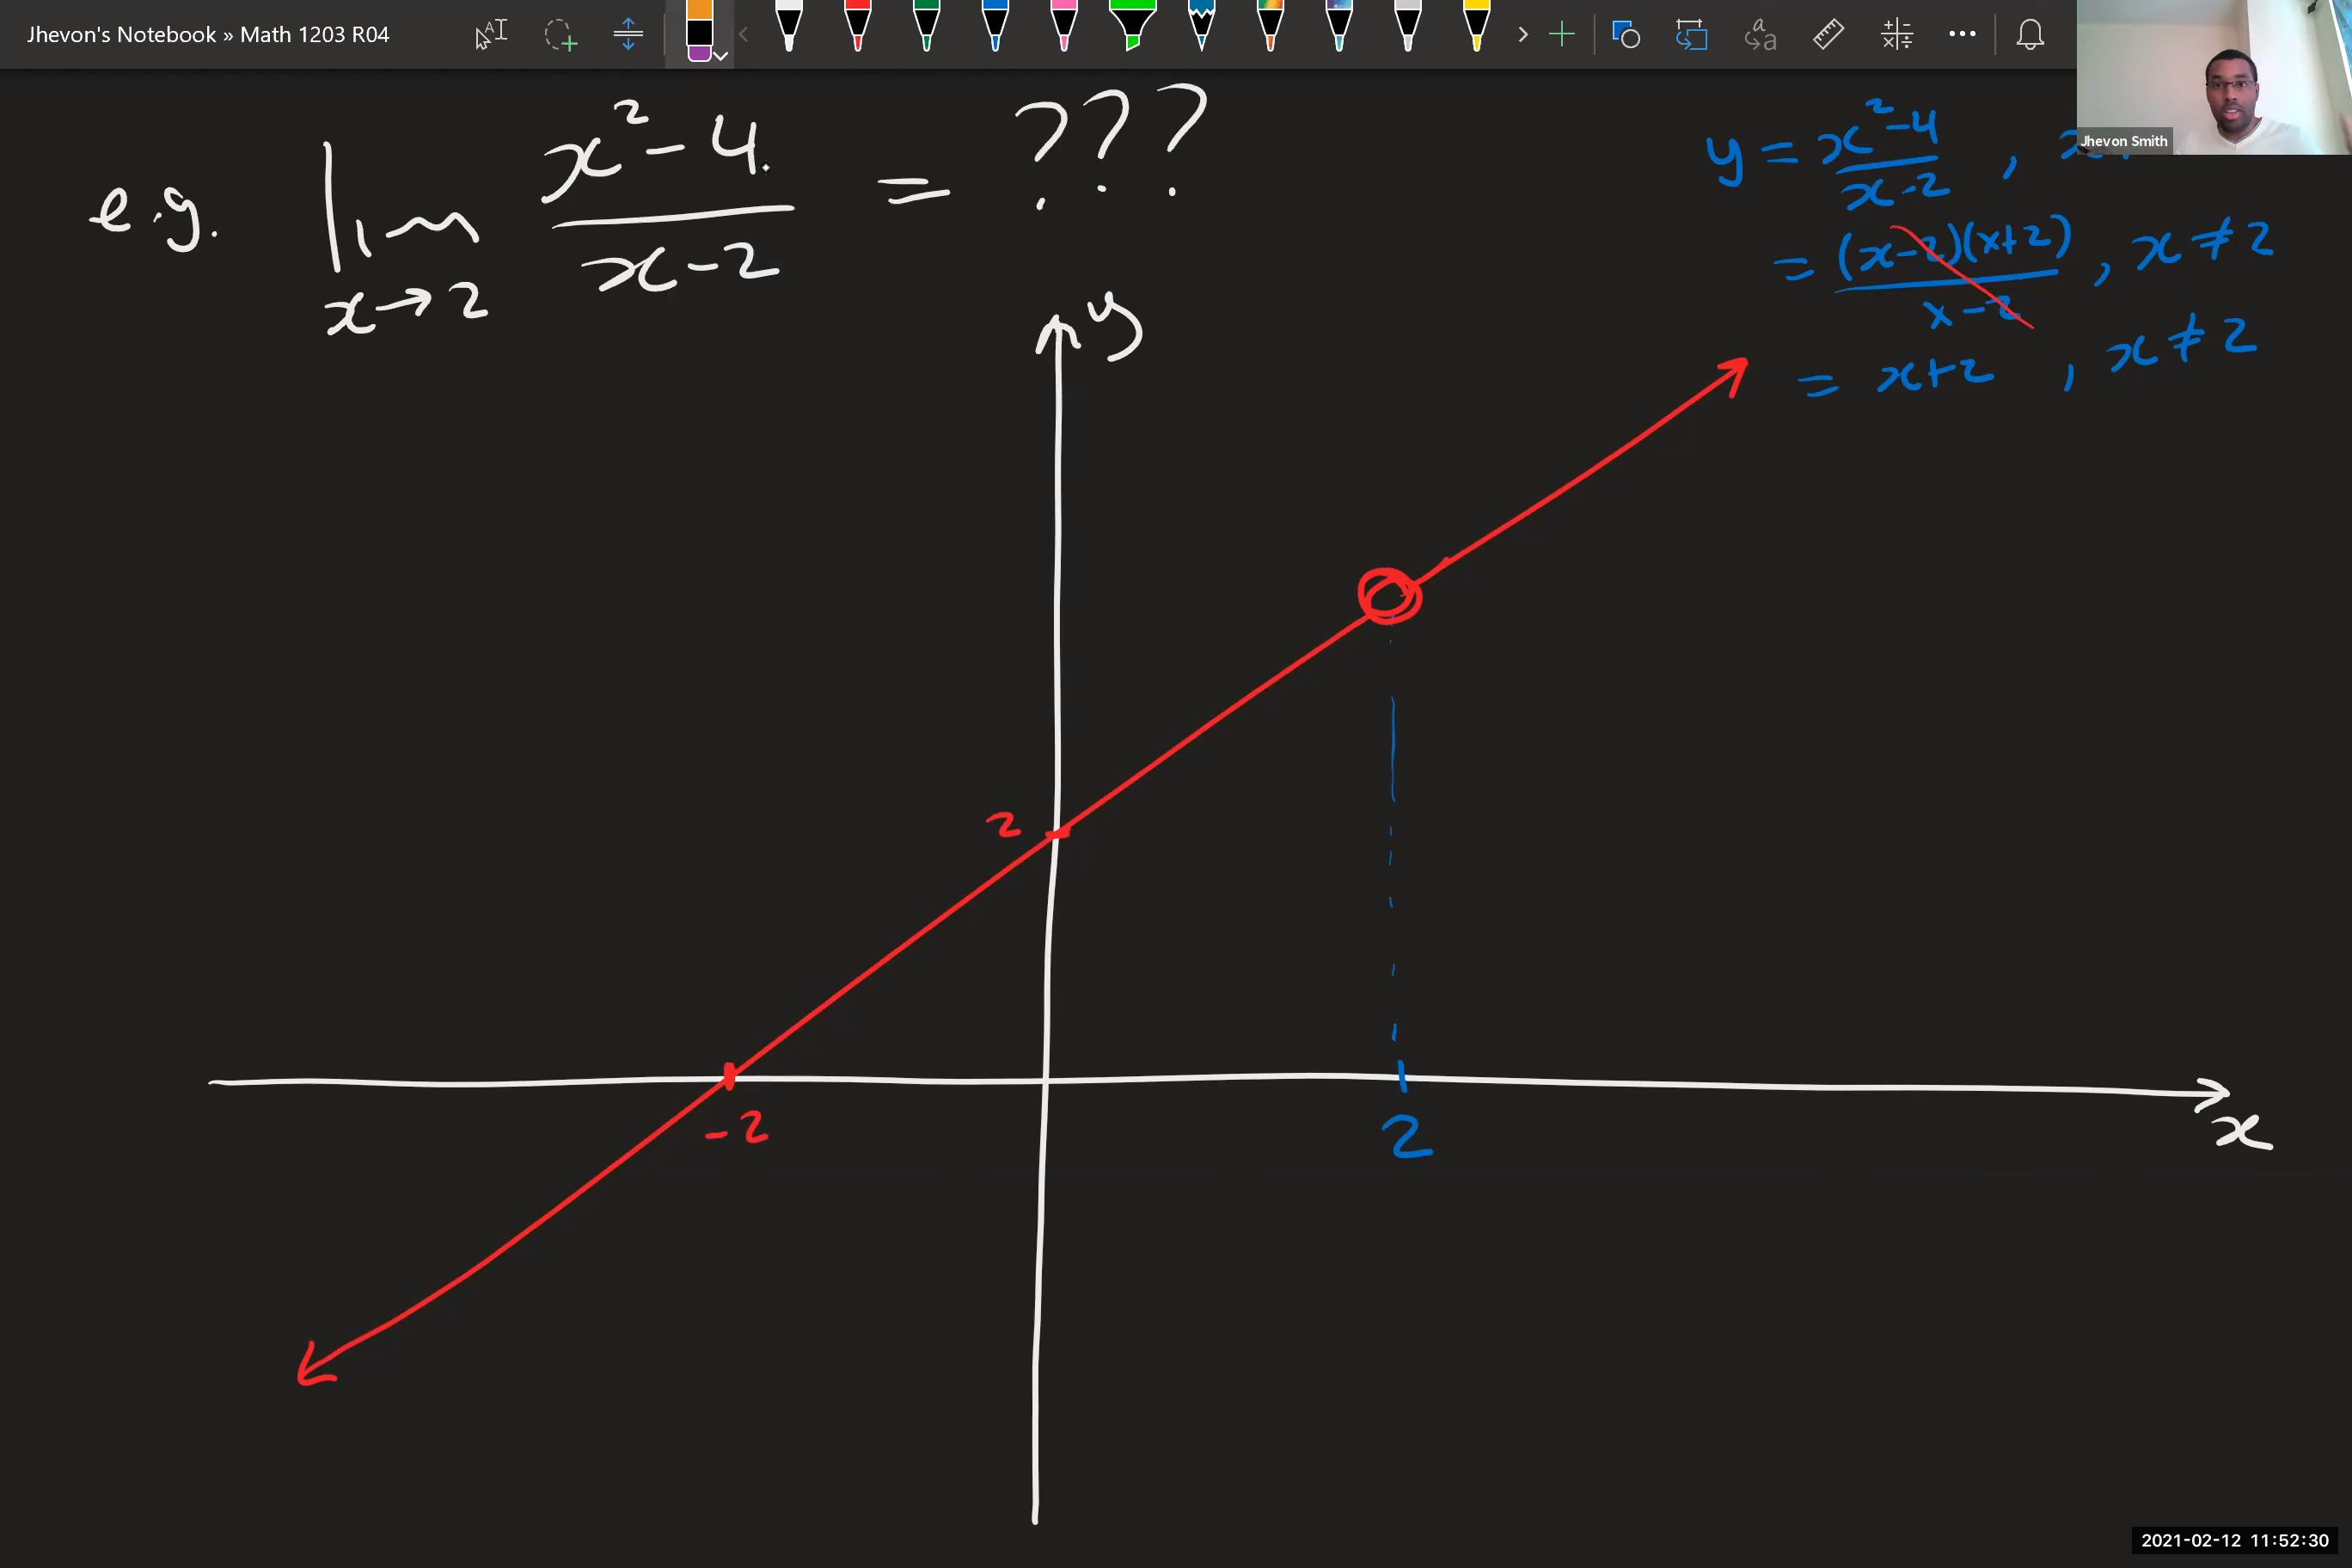 Jhevon's Notebook » Math 1203 R04
Jhevon Smith
e.g. lim x→2 x²-4 / x-2 = ???
y = x²-4 / x-2 ,
= (x-2)(x+2) / x-2 , x ≠ 2
= x+2 , x ≠ 2
y
2
-2
2
x
2021-02-12 11:52:30